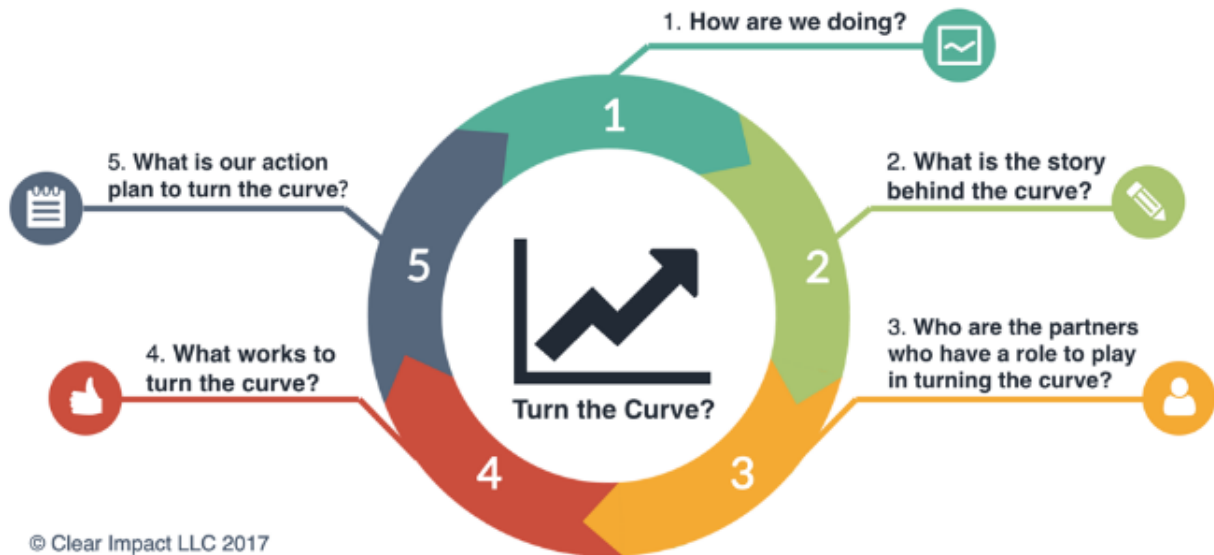 1. How are we doing?
1
5. What is our action
plan to turn the curve?
2. What is the story
behind the curve?
5
2
3. Who are the partners
who have a role to play
in turning the curve?
4. What works to
turn the curve?
Turn the Curve?
4
3
© Clear Impact LLC 2017